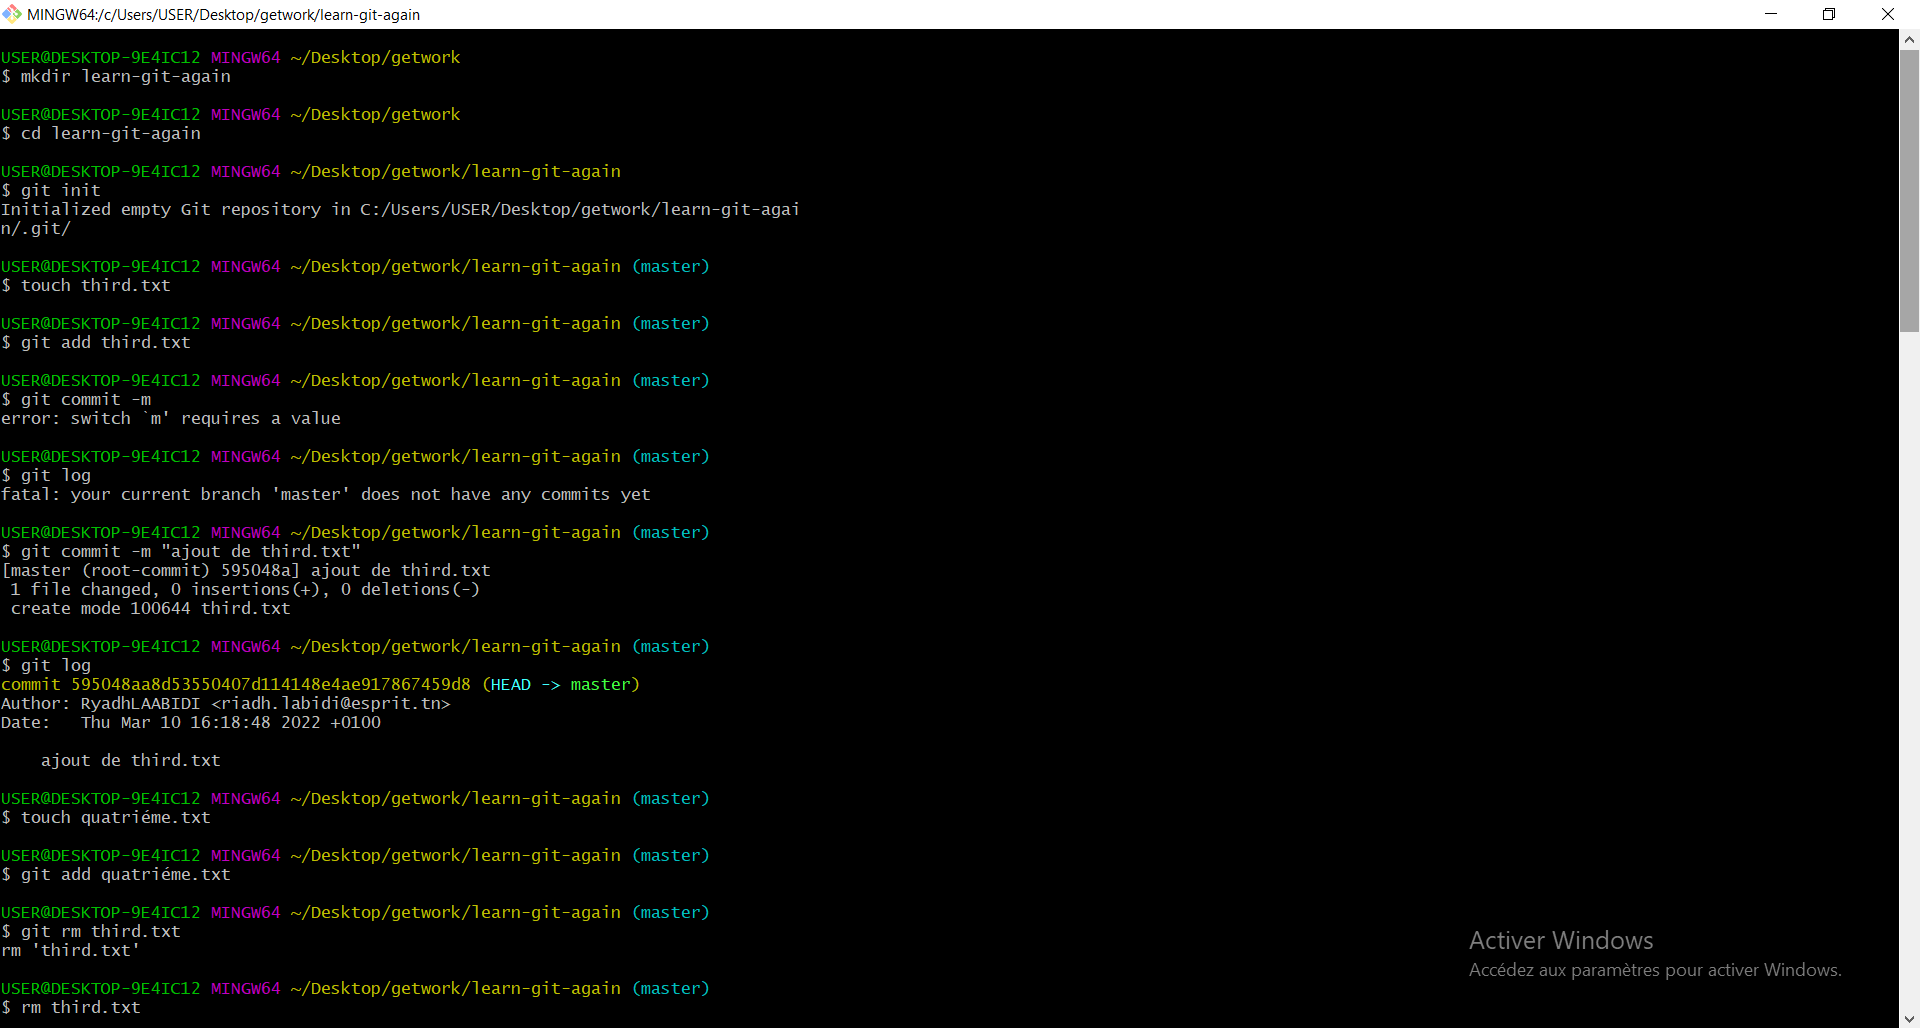 MINGW64:/c/Users/USER/Desktop/getwork/learn-git-again
USER@DESKTOP-9E4IC12 MINGW64 ~/Desktop/getwork
$ mkdir learn-git-again
USER@DESKTOP-9E4IC12 MINGW64 ~/Desktop/getwork
$ cd learn-git-again
USER@DESKTOP-9E4IC12 MINGW64 ~/Desktop/getwork/learn-git-again
$ git init
Initialized empty Git repository in C:/Users/USER/Desktop/getwork/learn-git-agai
n/.git/
USER@DESKTOP-9E4IC12 MINGW64 ~/Desktop/getwork/learn-git-again (master)
$ touch third.txt
USER@DESKTOP-9E4IC12 MINGW64 ~/Desktop/getwork/learn-git-again (master)
$ git add third.txt
USER@DESKTOP-9E4IC12 MINGW64 ~/Desktop/getwork/learn-git-again (master)
$ git commit -m
error: switch `m' requires a value
USER@DESKTOP-9E4IC12 MINGW64 ~/Desktop/getwork/learn-git-again (master)
$ git log
fatal: your current branch 'master' does not have any commits yet
USER@DESKTOP-9E4IC12 MINGW64 ~/Desktop/getwork/learn-git-again (master)
$ git commit -m "ajout de third.txt"
[master (root-commit) 595048a] ajout de third.txt
 1 file changed, 0 insertions(+), 0 deletions(-)
 create mode 100644 third.txt
USER@DESKTOP-9E4IC12 MINGW64 ~/Desktop/getwork/learn-git-again (master)
$ git log
commit 595048aa8d53550407d114148e4ae917867459d8 (HEAD -> master)
Author: RyadhLAABIDI <riadh.labidi@esprit.tn>
Date:   Thu Mar 10 16:18:48 2022 +0100
    ajout de third.txt
USER@DESKTOP-9E4IC12 MINGW64 ~/Desktop/getwork/learn-git-again (master)
$ touch quatriéme.txt
USER@DESKTOP-9E4IC12 MINGW64 ~/Desktop/getwork/learn-git-again (master)
$ git add quatriéme.txt
USER@DESKTOP-9E4IC12 MINGW64 ~/Desktop/getwork/learn-git-again (master)
$ git rm third.txt
rm 'third.txt'
USER@DESKTOP-9E4IC12 MINGW64 ~/Desktop/getwork/learn-git-again (master)
$ rm third.txt
Activer Windows
Accédez aux paramètres pour activer Windows.